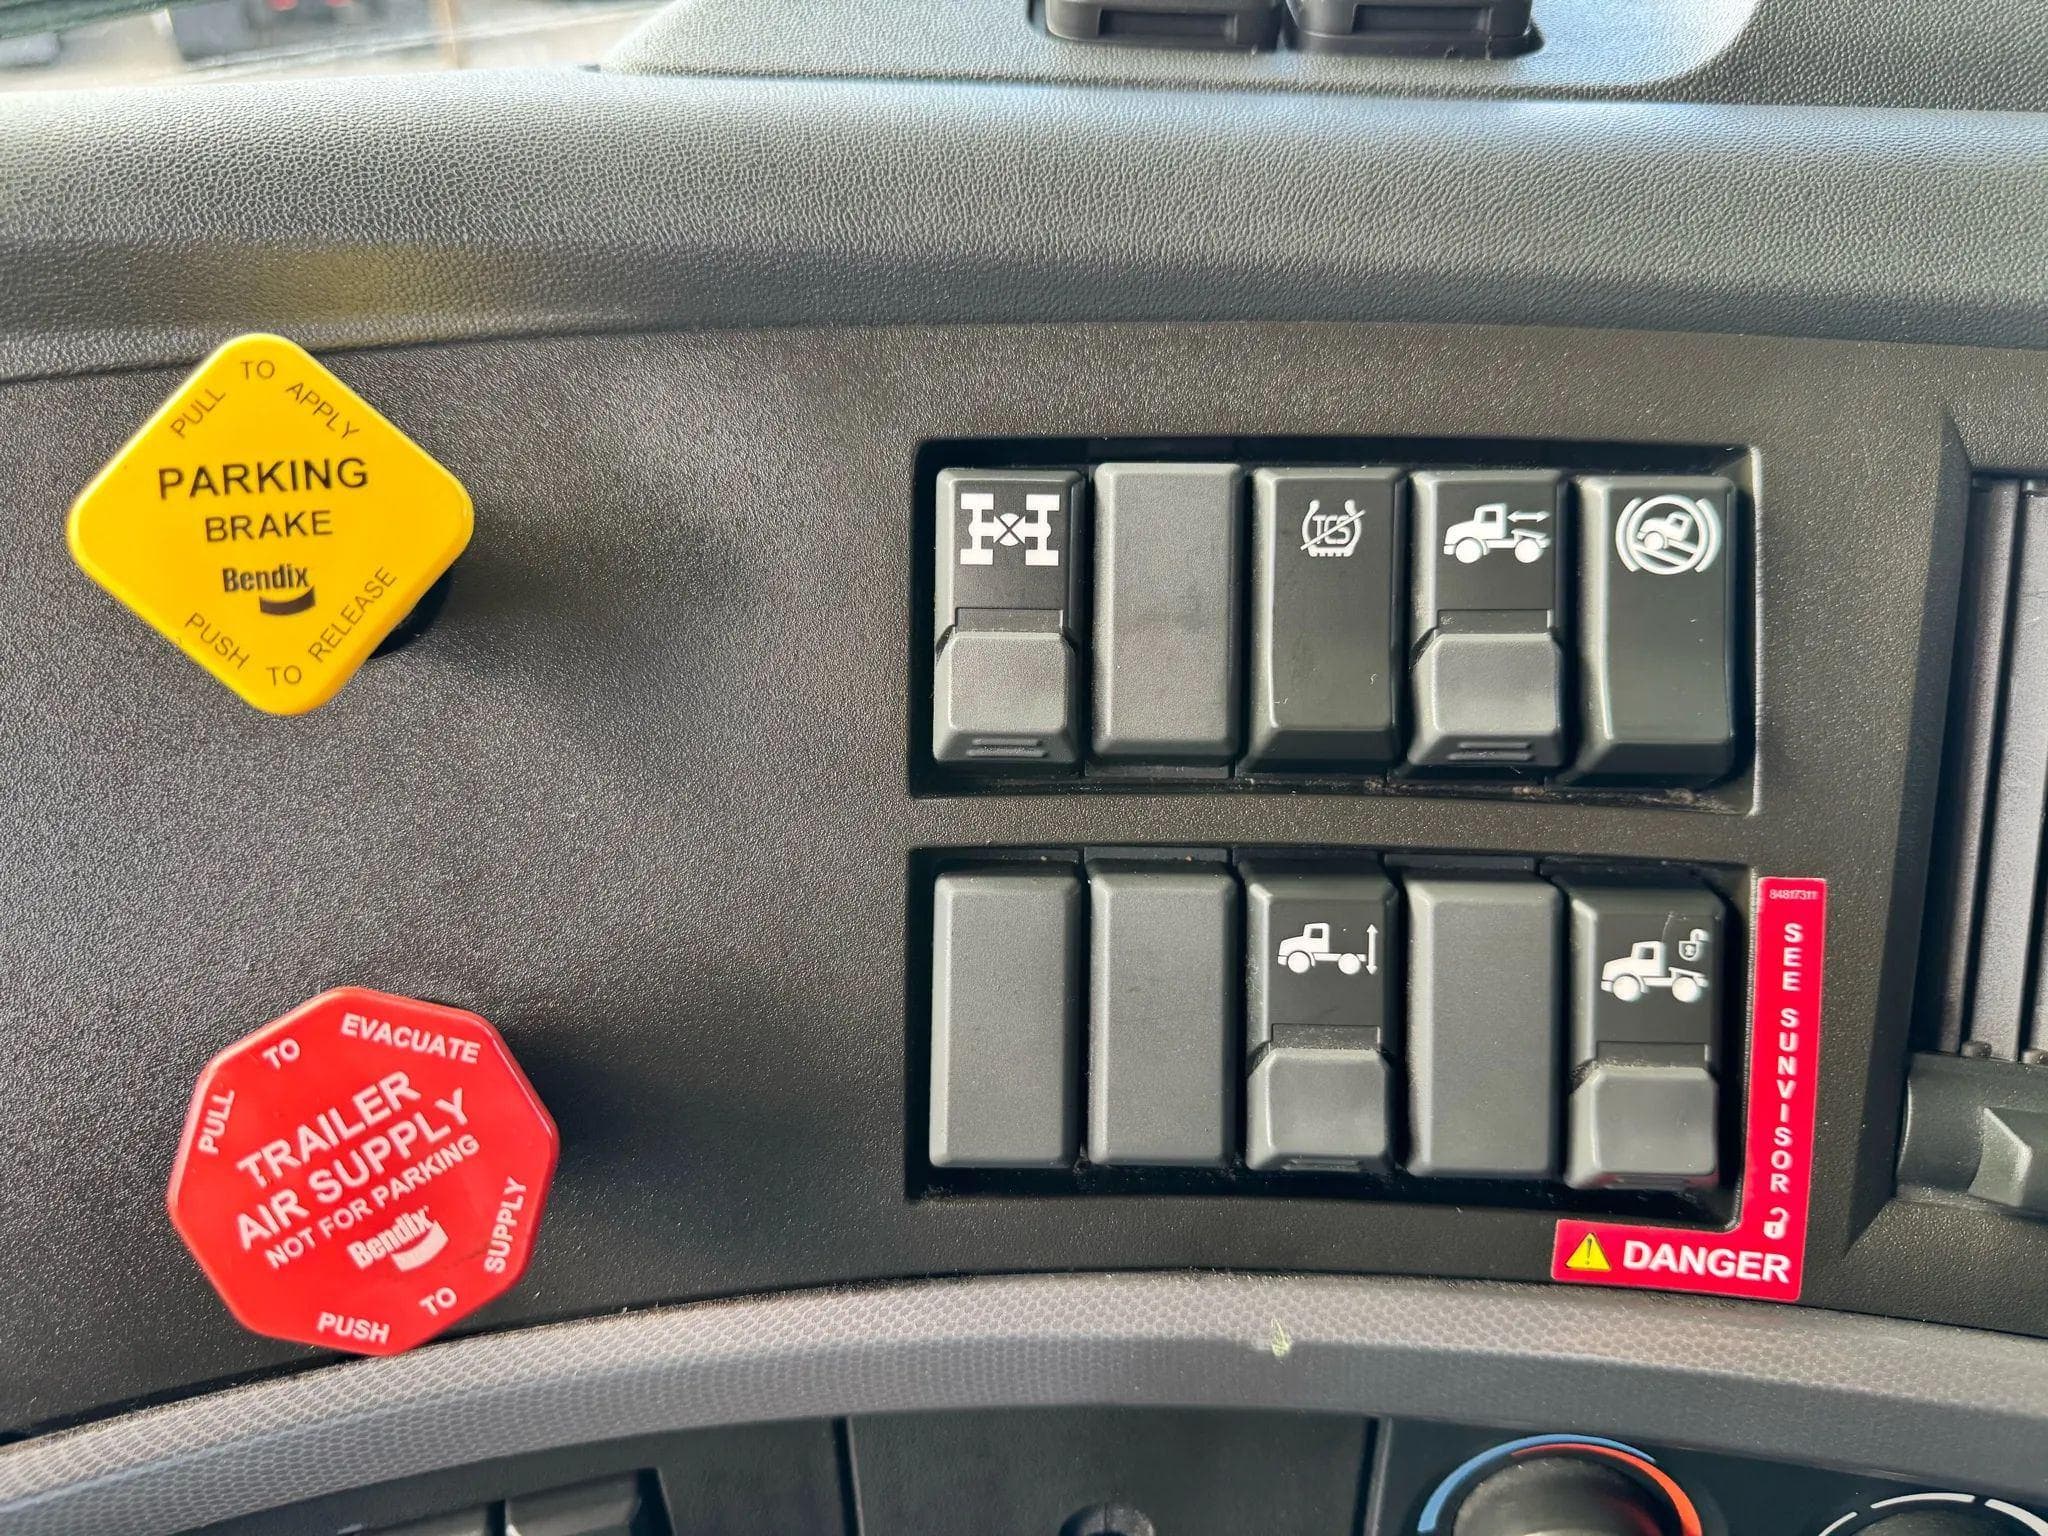 PULL TO APPLY
PARKING
BRAKE
Bendix
PUSH TO RELEASE
TCS
84817311
SEE SUNVISOR
DANGER
PULL TO EVACUATE
TRAILER
AIR SUPPLY
NOT FOR PARKING
Bendix
PUSH TO SUPPLY